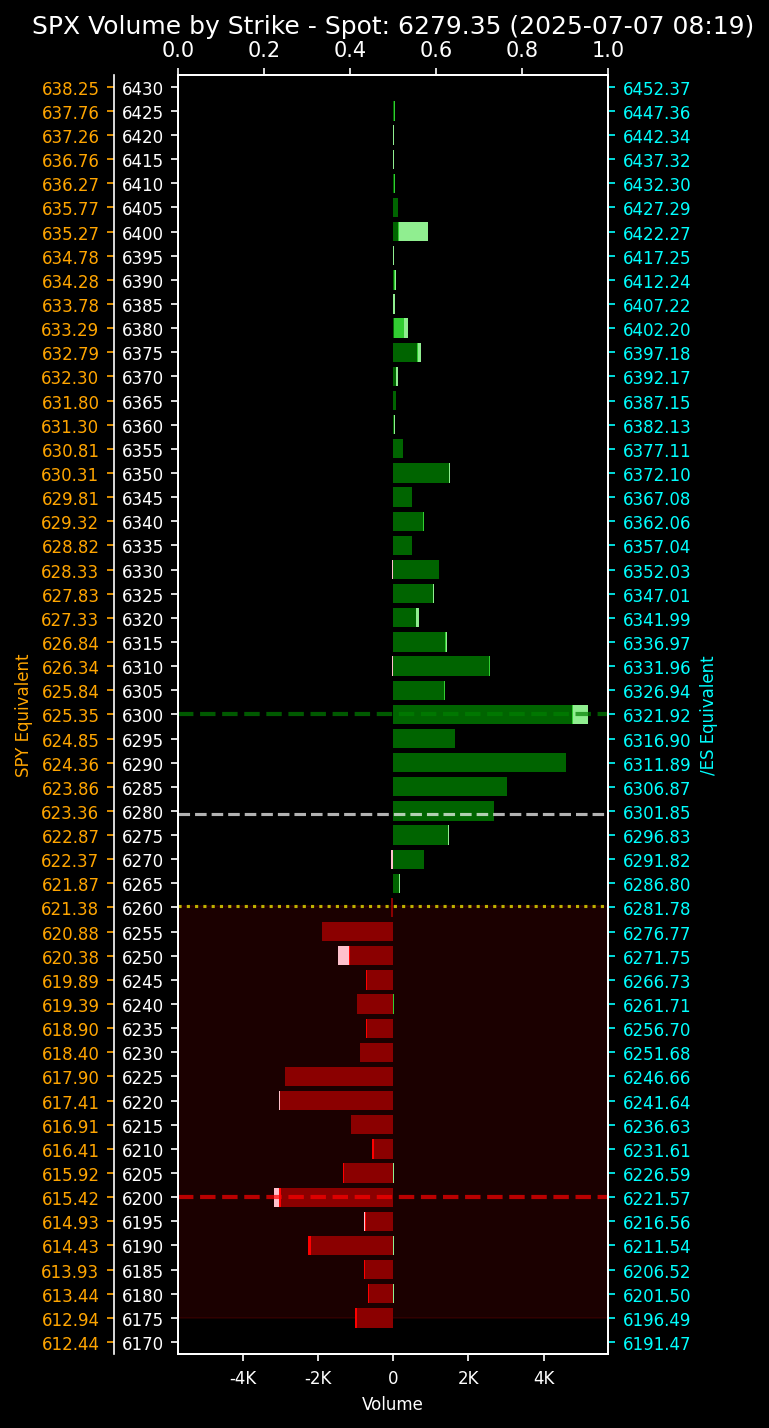 SPX Volume by Strike - Spot: 6279.35 (2025-07-07 08:19)
0.0 0.2 0.4 0.6 0.8 1.0
638.25 6430 6452.37
637.76 6425 6447.36
637.26 6420 6442.34
636.76 6415 6437.32
636.27 6410 6432.30
635.77 6405 6427.29
635.27 6400 6422.27
634.78 6395 6417.25
634.28 6390 6412.24
633.78 6385 6407.22
633.29 6380 6402.20
632.79 6375 6397.18
632.30 6370 6392.17
631.80 6365 6387.15
631.30 6360 6382.13
630.81 6355 6377.11
630.31 6350 6372.10
629.81 6345 6367.08
629.32 6340 6362.06
628.82 6335 6357.04
628.33 6330 6352.03
627.83 6325 6347.01
627.33 6320 6341.99
626.84 6315 6336.97
626.34 6310 6331.96
625.84 6305 6326.94
625.35 6300 6321.92
624.85 6295 6316.90
624.36 6290 6311.89
623.86 6285 6306.87
623.36 6280 6301.85
622.87 6275 6296.83
622.37 6270 6291.82
621.87 6265 6286.80
621.38 6260 6281.78
620.88 6255 6276.77
620.38 6250 6271.75
619.89 6245 6266.73
619.39 6240 6261.71
618.90 6235 6256.70
618.40 6230 6251.68
617.90 6225 6246.66
617.41 6220 6241.64
616.91 6215 6236.63
616.41 6210 6231.61
615.92 6205 6226.59
615.42 6200 6221.57
614.93 6195 6216.56
614.43 6190 6211.54
613.93 6185 6206.52
613.44 6180 6201.50
612.94 6175 6196.49
612.44 6170 6191.47
SPY Equivalent
/ES Equivalent
-4K -2K 0 2K 4K
Volume